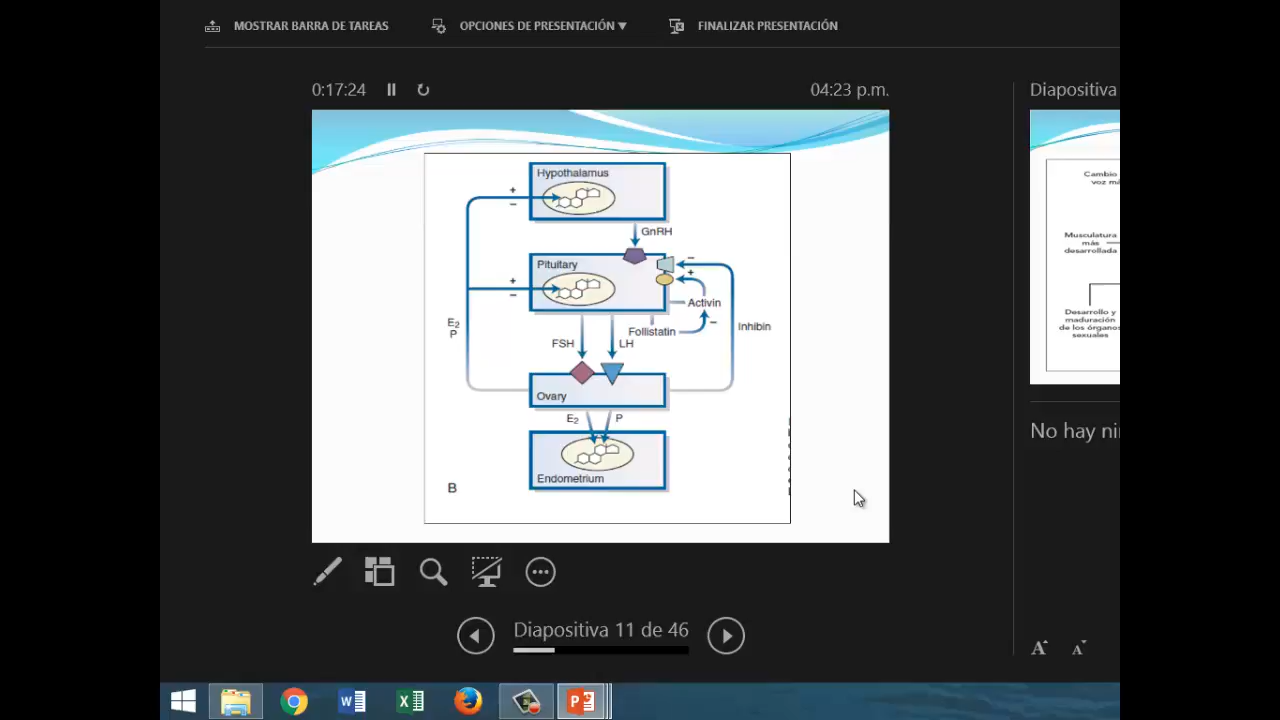 MOSTRAR BARRA DE TAREAS
OPCIONES DE PRESENTACIÓN
FINALIZAR PRESENTACIÓN
0:17:24
04:23 p.m.
Hypothalamus
+
−
GnRH
Pituitary
−
+
+
−
Activin
Follistatin
−
Inhibin
E2
P
FSH
LH
Ovary
E2
P
Endometrium
B
Diapositiva 11 de 46
Diapositiva
Cambio
voz má
Musculatura
más
desarrollada
Desarrollo y
maduración
de los órganos
sexuales
No hay nin
A
A